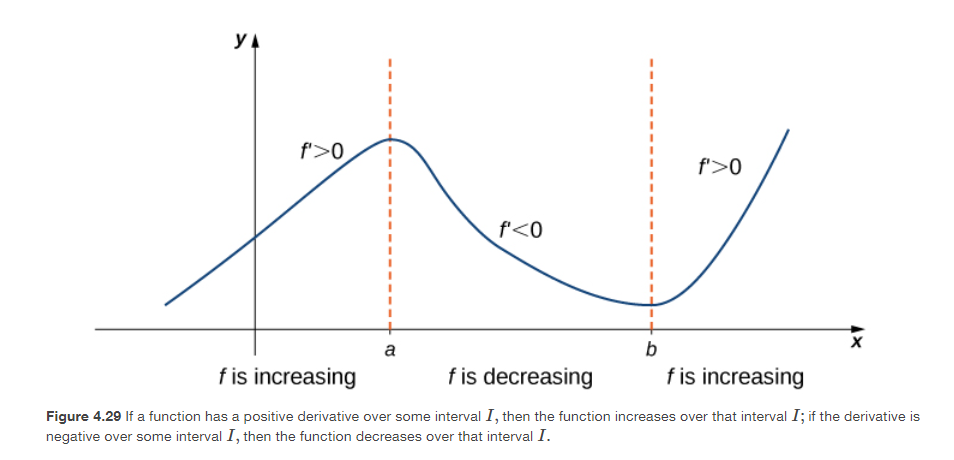 y
f'>0
f'>0
f'<0
a
b
x
f is increasing
f is decreasing
f is increasing
Figure 4.29 If a function has a positive derivative over some interval I, then the function increases over that interval I; if the derivative is
negative over some interval I, then the function decreases over that interval I.